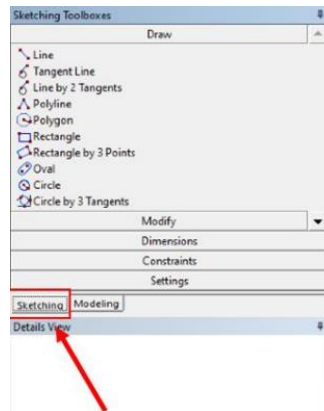 Sketching Toolboxes
Draw
Line
Tangent Line
Line by 2 Tangents
Polyline
Polygon
Rectangle
Rectangle by 3 Points
Oval
Circle
Circle by 3 Tangents
Modify
Dimensions
Constraints
Settings
Sketching Modeling
Details View